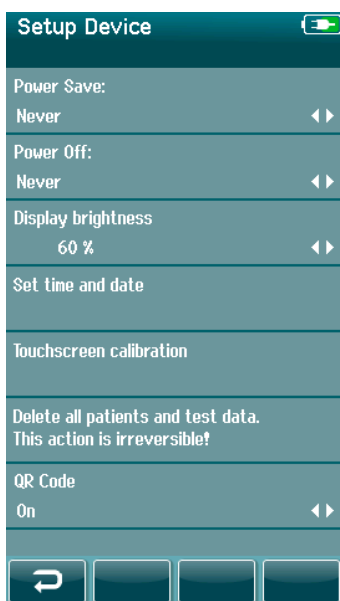 Setup Device
Power Save:
Never
Power Off:
Never
Display brightness
60 %
Set time and date
Touchscreen calibration
Delete all patients and test data.
This action is irreversible!
QR Code
On